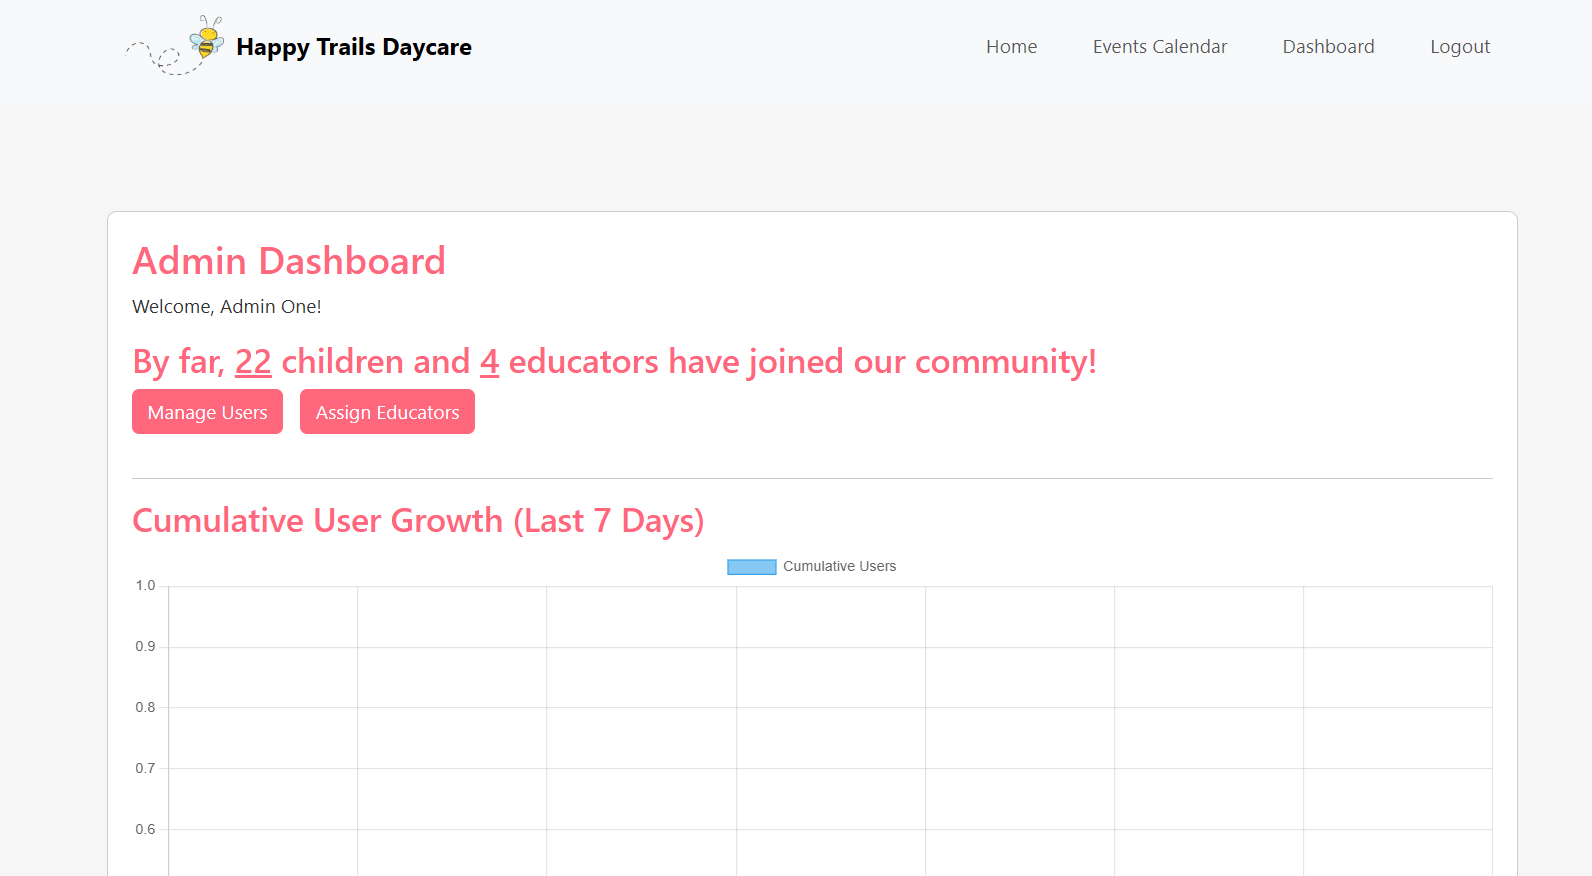 Happy Trails Daycare
Home
Events Calendar
Dashboard
Logout
Admin Dashboard
Welcome, Admin One!
By far, 22 children and 4 educators have joined our community!
Manage Users
Assign Educators
Cumulative User Growth (Last 7 Days)
Cumulative Users
1.0
0.9
0.8
0.7
0.6